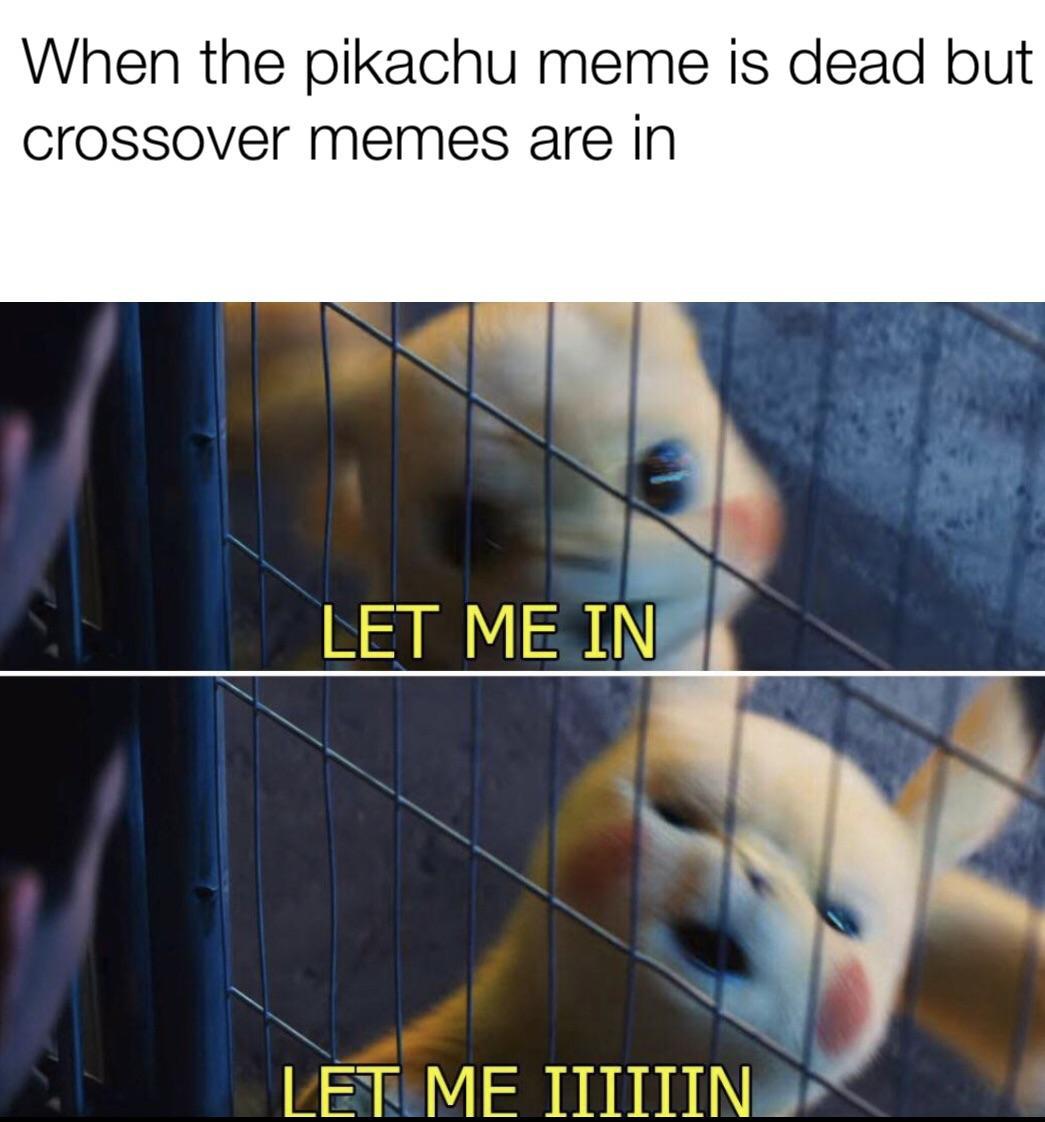 When the pikachu meme is dead but
crossover memes are in
LET ME IN
LET ME IIIIIIN